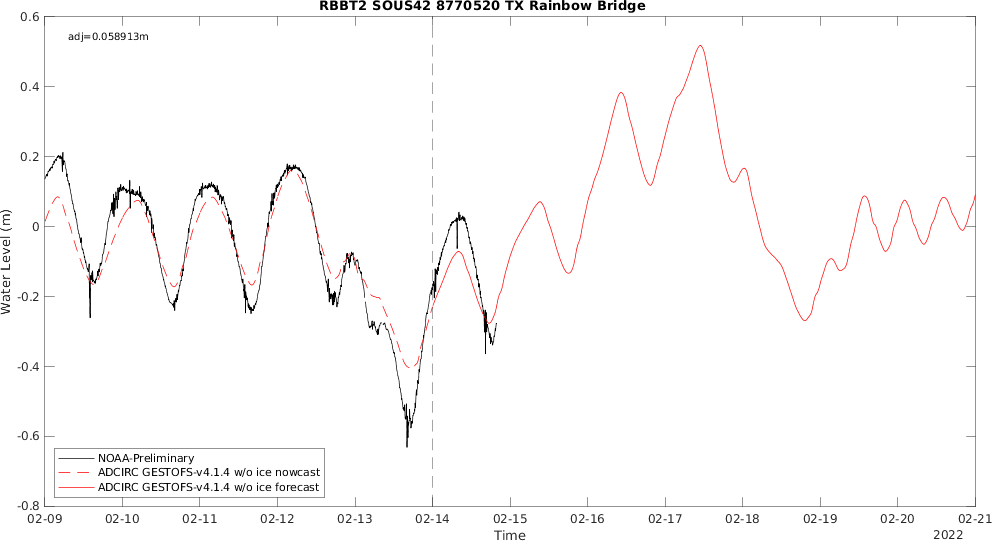 RBBT2 SOUS42 8770520 TX Rainbow Bridge
adj=0.058913m
0.6
0.4
0.2
0
-0.2
-0.4
-0.6
-0.8
Water Level (m)
NOAA-Preliminary
ADCIRC GESTOFS-v4.1.4 w/o ice nowcast
ADCIRC GESTOFS-v4.1.4 w/o ice forecast
02-09 02-10 02-11 02-12 02-13 02-14 02-15 02-16 02-17 02-18 02-19 02-20 02-21
Time
2022